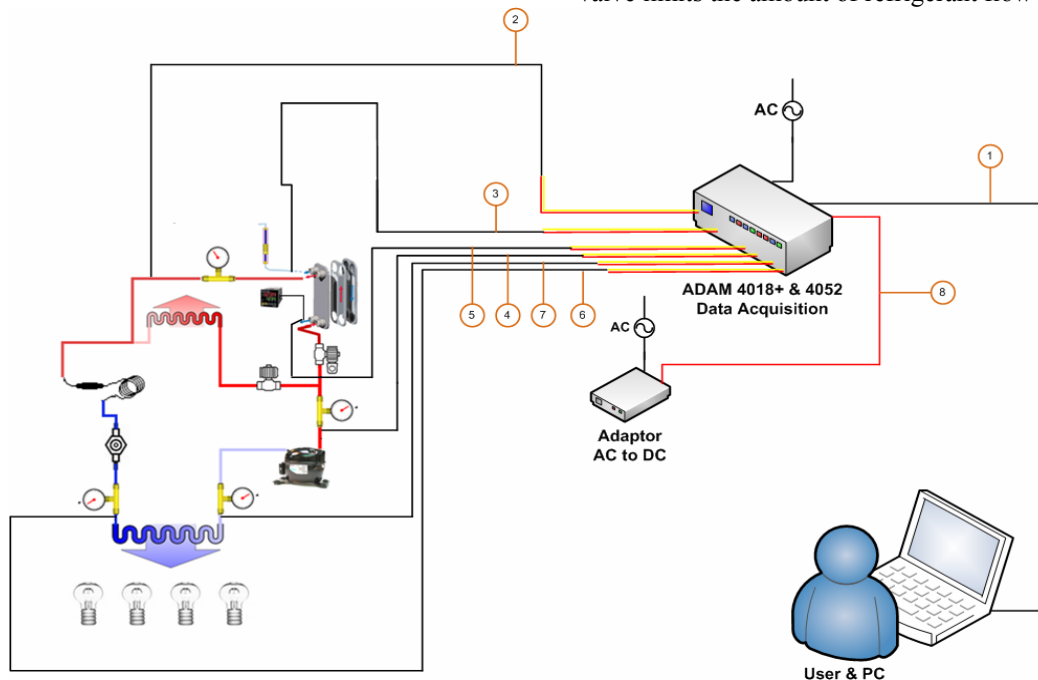 valve limits the amount of refrigerant flow
2
AC
1
3
5
4
7
6
ADAM 4018+ & 4052
Data Acquisition
8
AC
Adaptor
AC to DC
User & PC